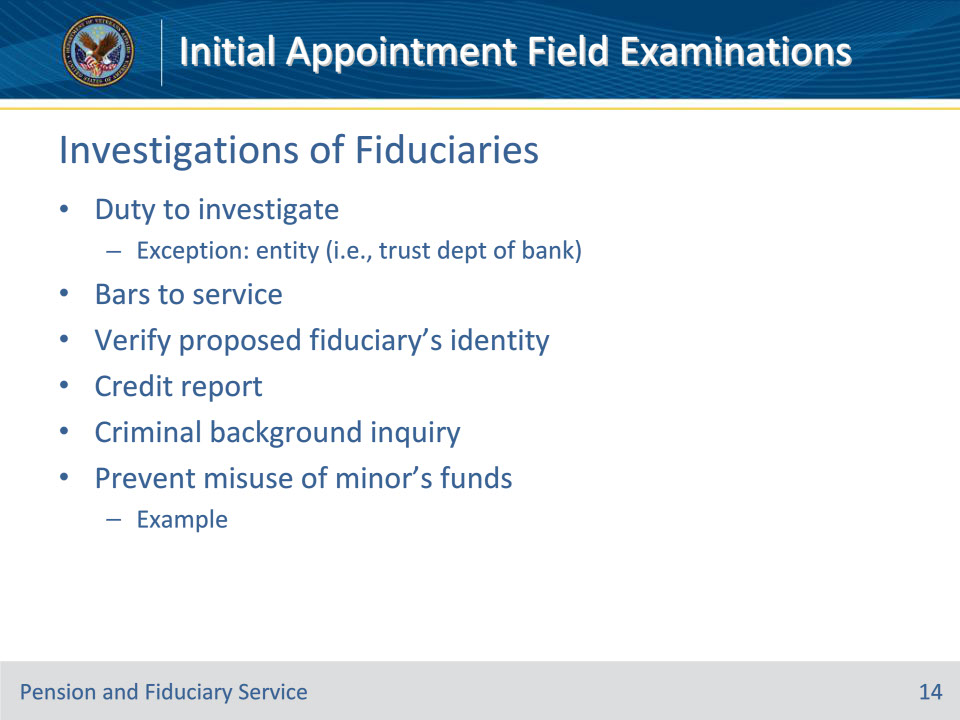 Initial Appointment Field Examinations
Investigations of Fiduciaries
• Duty to investigate
– Exception: entity (i.e., trust dept of bank)
• Bars to service
• Verify proposed fiduciary’s identity
• Credit report
• Criminal background inquiry
• Prevent misuse of minor’s funds
– Example
Pension and Fiduciary Service
14